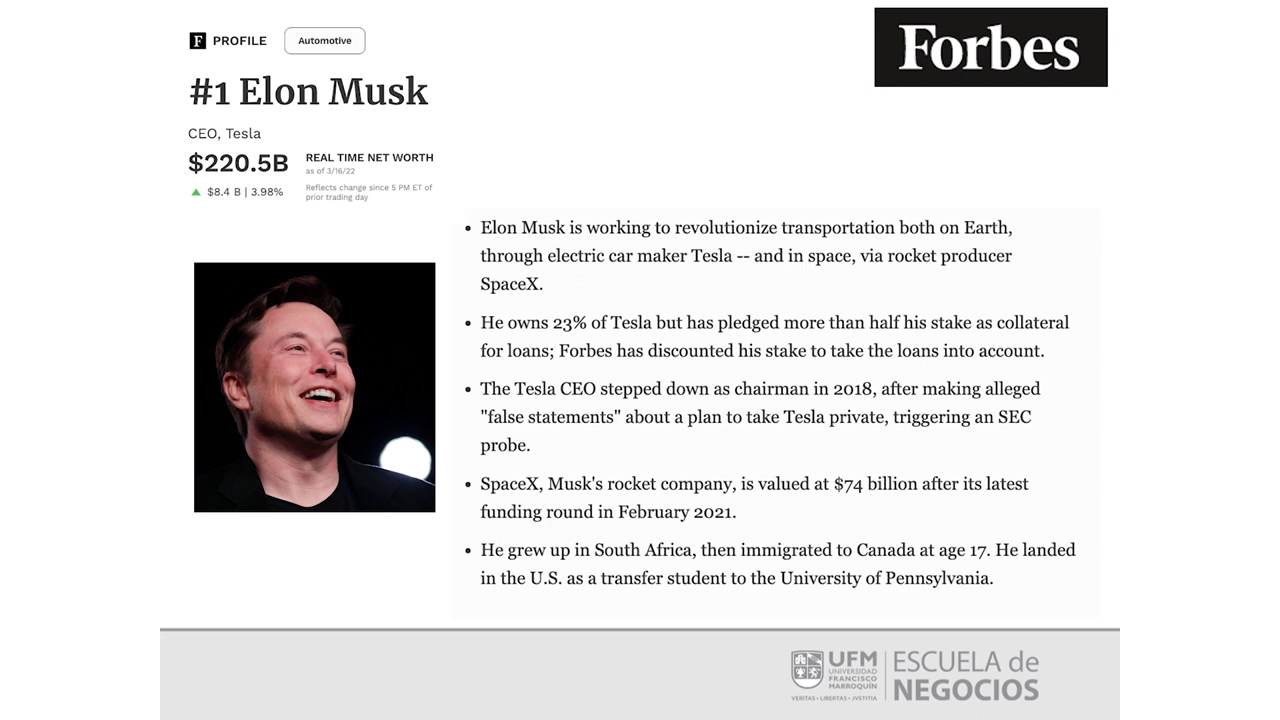 F PROFILE Automotive
Forbes
#1 Elon Musk
CEO, Tesla
$220.5B REAL TIME NET WORTH
as of 3/16/22
$8.4 B | 3.98% Reflects change since 5 PM ET of
prior trading day
• Elon Musk is working to revolutionize transportation both on Earth,
through electric car maker Tesla -- and in space, via rocket producer
SpaceX.
• He owns 23% of Tesla but has pledged more than half his stake as collateral
for loans; Forbes has discounted his stake to take the loans into account.
• The Tesla CEO stepped down as chairman in 2018, after making alleged
"false statements" about a plan to take Tesla private, triggering an SEC
probe.
• SpaceX, Musk's rocket company, is valued at $74 billion after its latest
funding round in February 2021.
• He grew up in South Africa, then immigrated to Canada at age 17. He landed
in the U.S. as a transfer student to the University of Pennsylvania.
UFM
UNIVERSIDAD
FRANCISCO
MARROQUÍN
VERITAS • LIBERTAS • JVSTITIA
ESCUELA de
NEGOCIOS